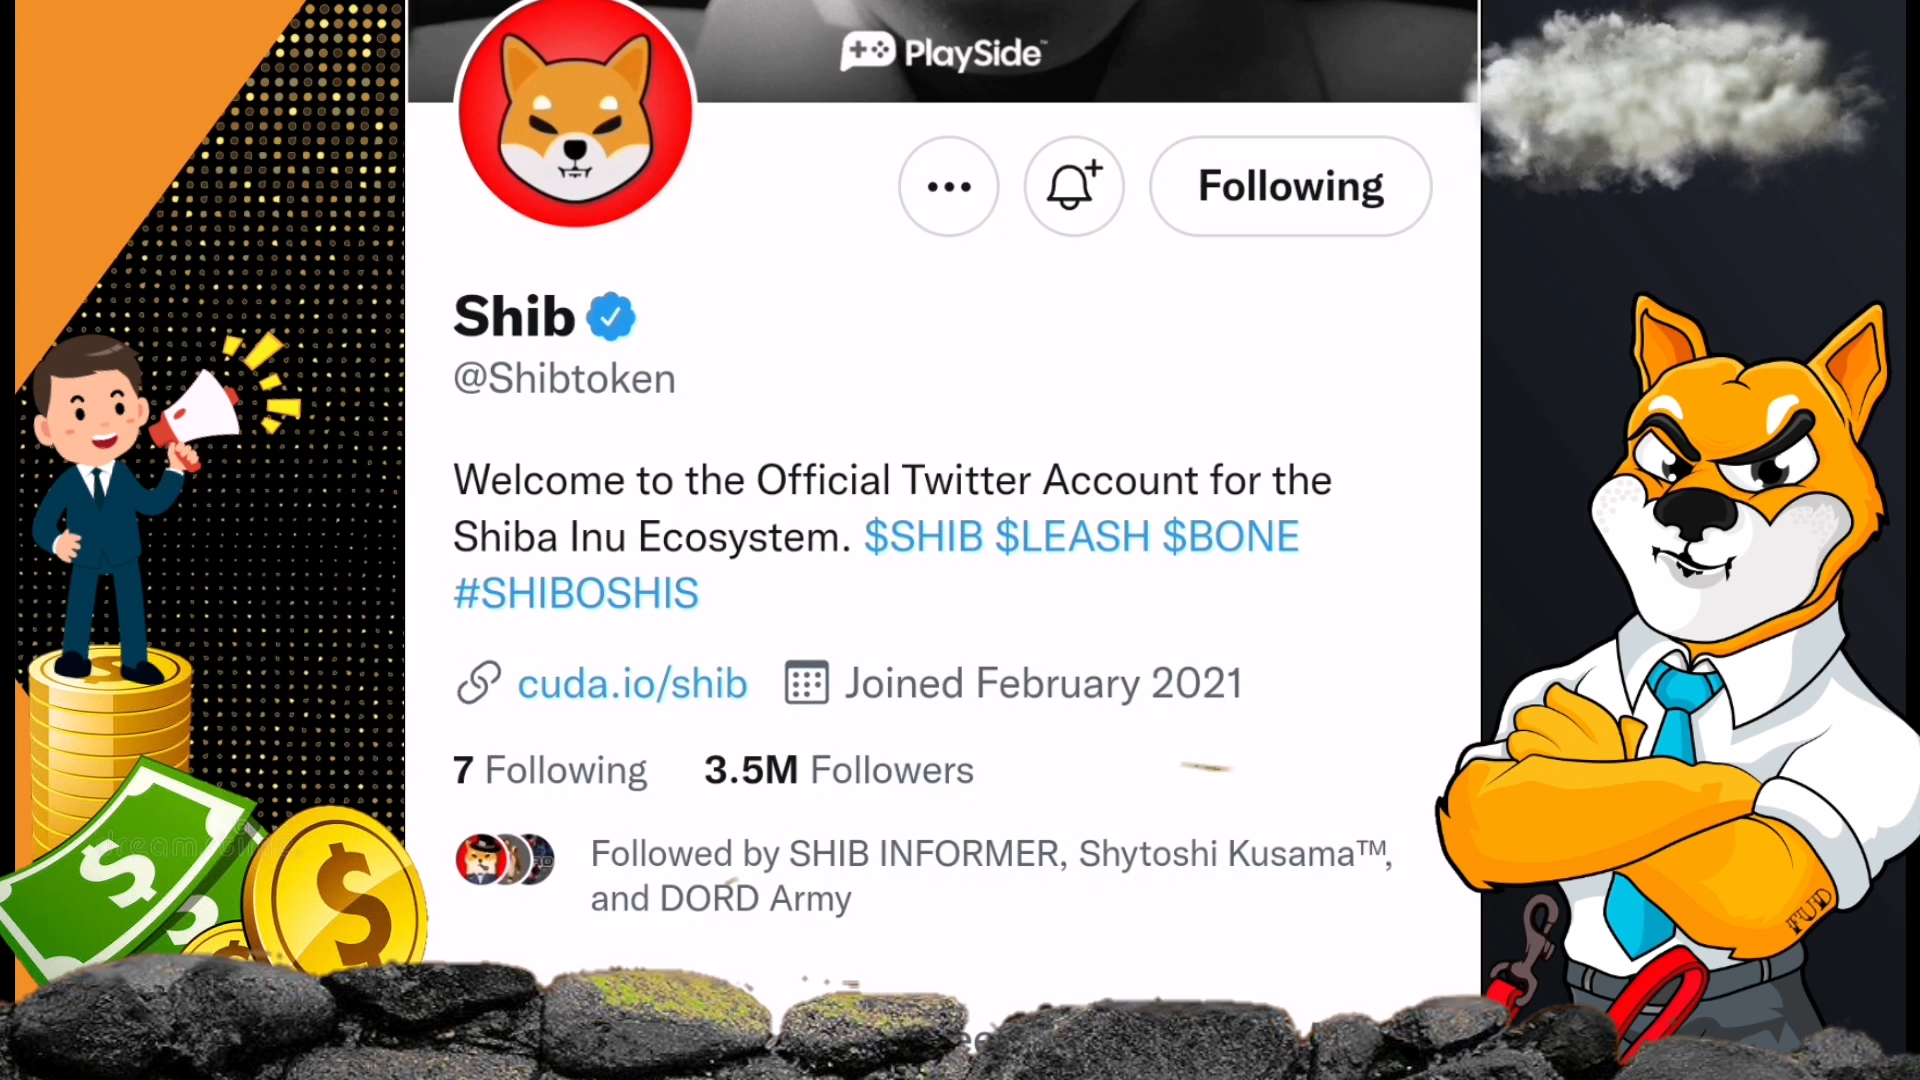 PlaySide™
Following
Shib
@Shibtoken
Welcome to the Official Twitter Account for the
Shiba Inu Ecosystem. $SHIB $LEASH $BONE
#SHIBOSHIS
cuda.io/shib Joined February 2021
7 Following 3.5M Followers
Followed by SHIB INFORMER, Shytoshi Kusama™,
and DORD Army
FUD